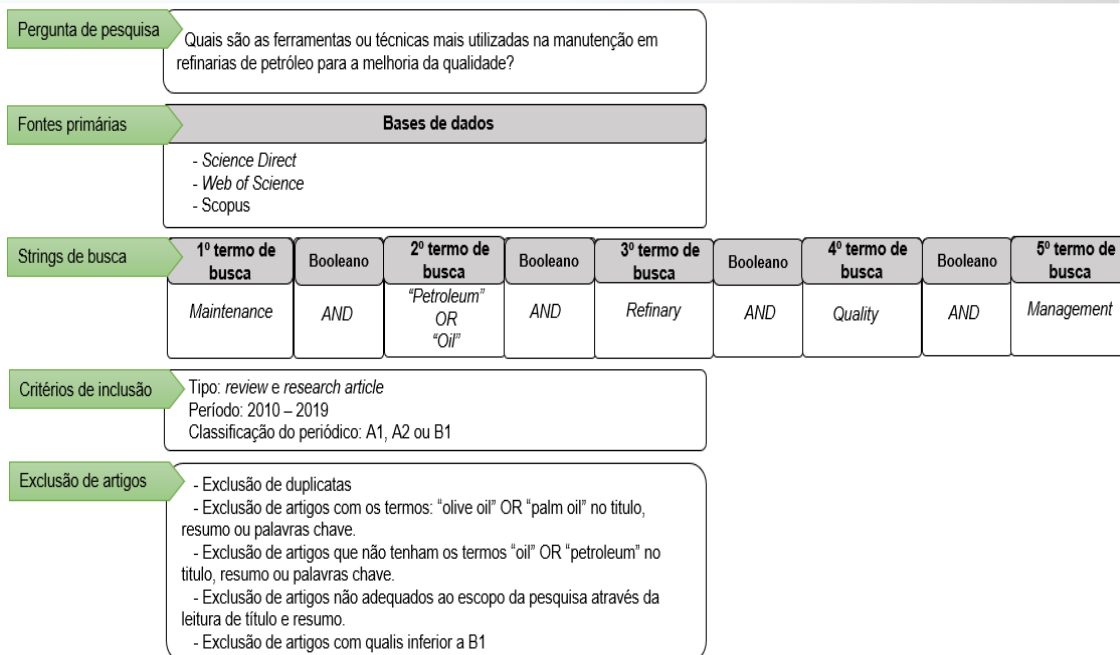 Pergunta de pesquisa
Quais são as ferramentas ou técnicas mais utilizadas na manutenção em
refinarias de petróleo para a melhoria da qualidade?
Fontes primárias
Bases de dados
- Science Direct
- Web of Science
- Scopus
Strings de busca
1º termo de
busca
Booleano
2º termo de
busca
Booleano
3º termo de
busca
Booleano
4º termo de
busca
Booleano
5º termo de
busca
Maintenance
AND
“Petroleum”
OR
“Oil”
AND
Refinary
AND
Quality
AND
Management
Critérios de inclusão
Tipo: review e research article
Período: 2010 – 2019
Classificação do periódico: A1, A2 ou B1
Exclusão de artigos
- Exclusão de duplicatas
- Exclusão de artigos com os termos: “olive oil” OR “palm oil” no titulo,
resumo ou palavras chave.
- Exclusão de artigos que não tenham os termos “oil” OR “petroleum” no
titulo, resumo ou palavras chave.
- Exclusão de artigos não adequados ao escopo da pesquisa através da
leitura de título e resumo.
- Exclusão de artigos com qualis inferior a B1